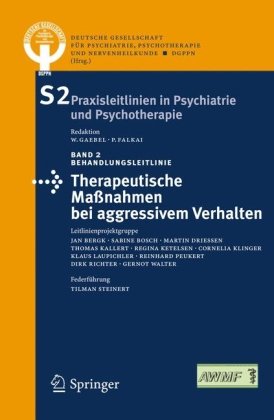 DEUTSCHE GESELLSCHAFT
FÜR PSYCHIATRIE, PSYCHOTHERAPIE
UND NERVENHEILKUNDE ▪ DGPPN
(Hrsg.)
DGPPN
S2 Praxisleitlinien in Psychiatrie
und Psychotherapie
Redaktion
W. GAEBEL ▪ P. FALKAI
BAND 2
BEHANDLUNGSLEITLINIE
Therapeutische
Maßnahmen
bei aggressivem Verhalten
Leitlinienprojektgruppe
JAN BERGK ▪ SABINE BOSCH ▪ MARTIN DRIESSEN
THOMAS KALLERT ▪ REGINA KETELSEN ▪ CORNELIA KLINGER
KLAUS LAUPICHLER ▪ REINHARD PEUKERT
DIRK RICHTER ▪ GERNOT WALTER
Federführung
TILMAN STEINERT
Springer
AWMF